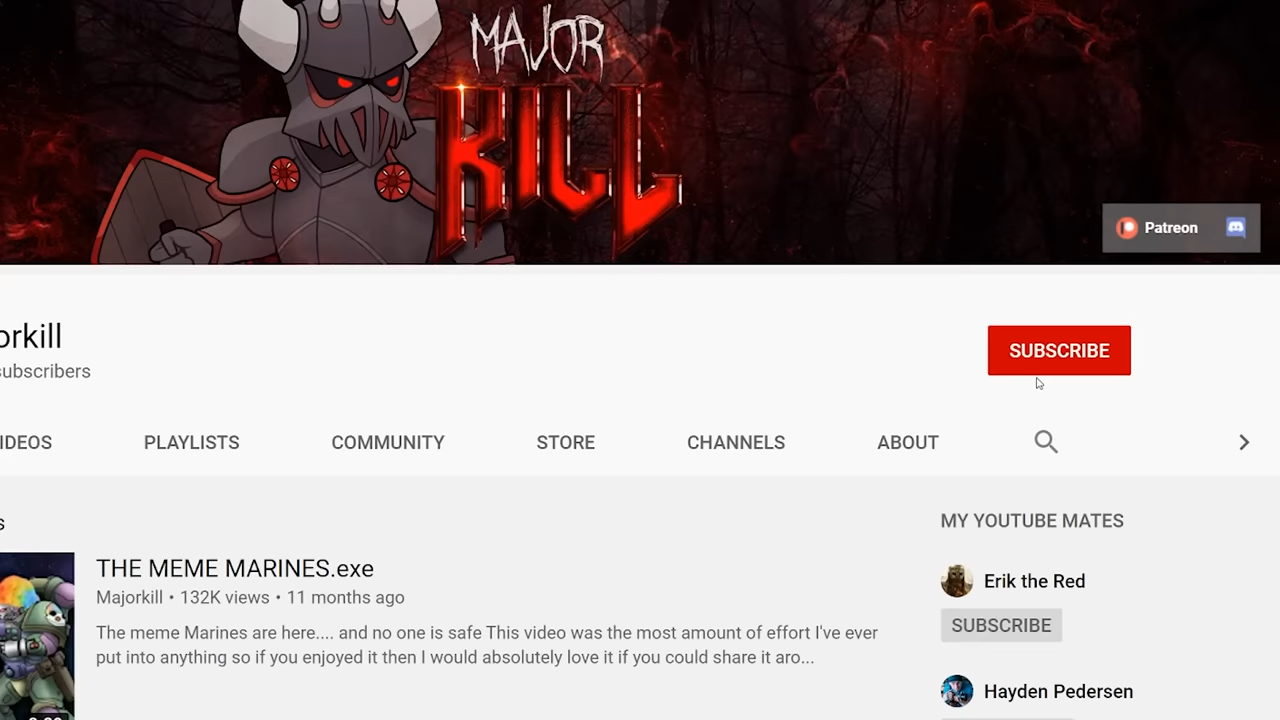 MAJOR
KILL
Patreon
orkill
subscribers
SUBSCRIBE
IDEOS PLAYLISTS COMMUNITY STORE CHANNELS ABOUT
s
MY YOUTUBE MATES
THE MEME MARINES.exe
Majorkill • 132K views • 11 months ago
The meme Marines are here.... and no one is safe This video was the most amount of effort I've ever
put into anything so if you enjoyed it then I would absolutely love it if you could share it aro...
Erik the Red
SUBSCRIBE
Hayden Pedersen